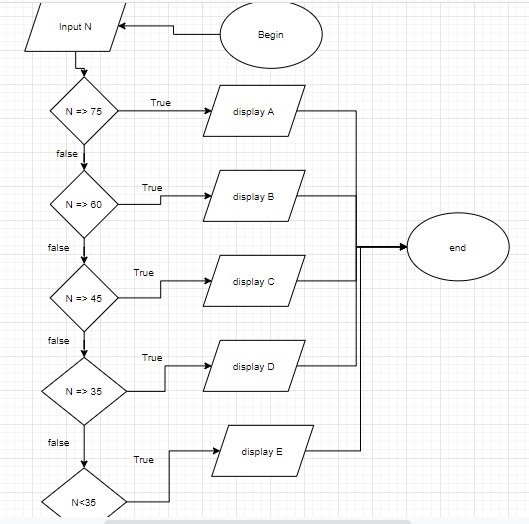 Input N
Begin
N => 75
True
display A
false
N => 60
True
display B
false
N => 45
True
display C
false
N => 35
True
display D
false
N<35
True
display E
end